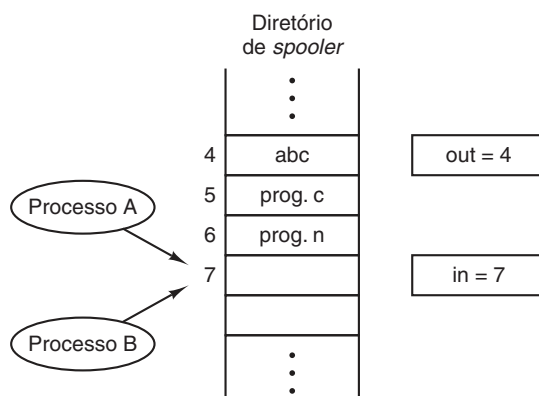 Diretório
de spooler
4 abc out = 4
5 prog. c
Processo A
6 prog. n
7 in = 7
Processo B